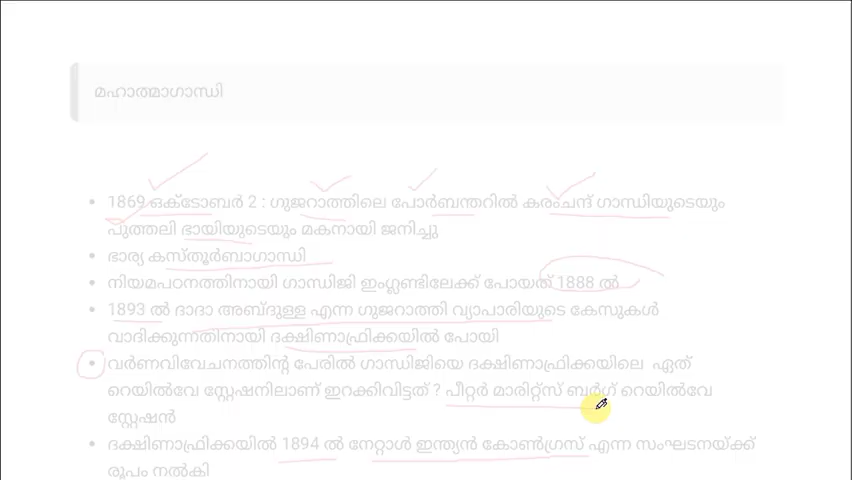 മഹാത്മാഗാന്ധി
1869 ഒക്ടോബർ 2 : ഗുജറാത്തിലെ പോർബന്തറിൽ കരംചന്ദ് ഗാന്ധിയുടെയും
പുത്തലി ഭായിയുടെയും മകനായി ജനിച്ചു
ഭാര്യ കസ്തൂർബാഗാന്ധി
നിയമപഠനത്തിനായി ഗാന്ധിജി ഇംഗ്ലണ്ടിലേക്ക് പോയത് 1888 ൽ
1893 ൽ ദാദാ അബ്ദുള്ള എന്ന ഗുജറാത്തി വ്യാപാരിയുടെ കേസുകൾ
വാദിക്കുന്നതിനായി ദക്ഷിണാഫ്രിക്കയിൽ പോയി
വർണവിവേചനത്തിന്റ പേരിൽ ഗാന്ധിജിയെ ദക്ഷിണാഫ്രിക്കയിലെ ഏത്
റെയിൽവേ സ്റ്റേഷനിലാണ് ഇറക്കിവിട്ടത് ? പീറ്റർ മാരിറ്റ്സ് ബർഗ് റെയിൽവേ
സ്റ്റേഷൻ
ദക്ഷിണാഫ്രിക്കയിൽ 1894 ൽ നേറ്റാൾ ഇന്ത്യൻ കോൺഗ്രസ് എന്ന സംഘടനയ്ക്ക്
രൂപം നൽകി